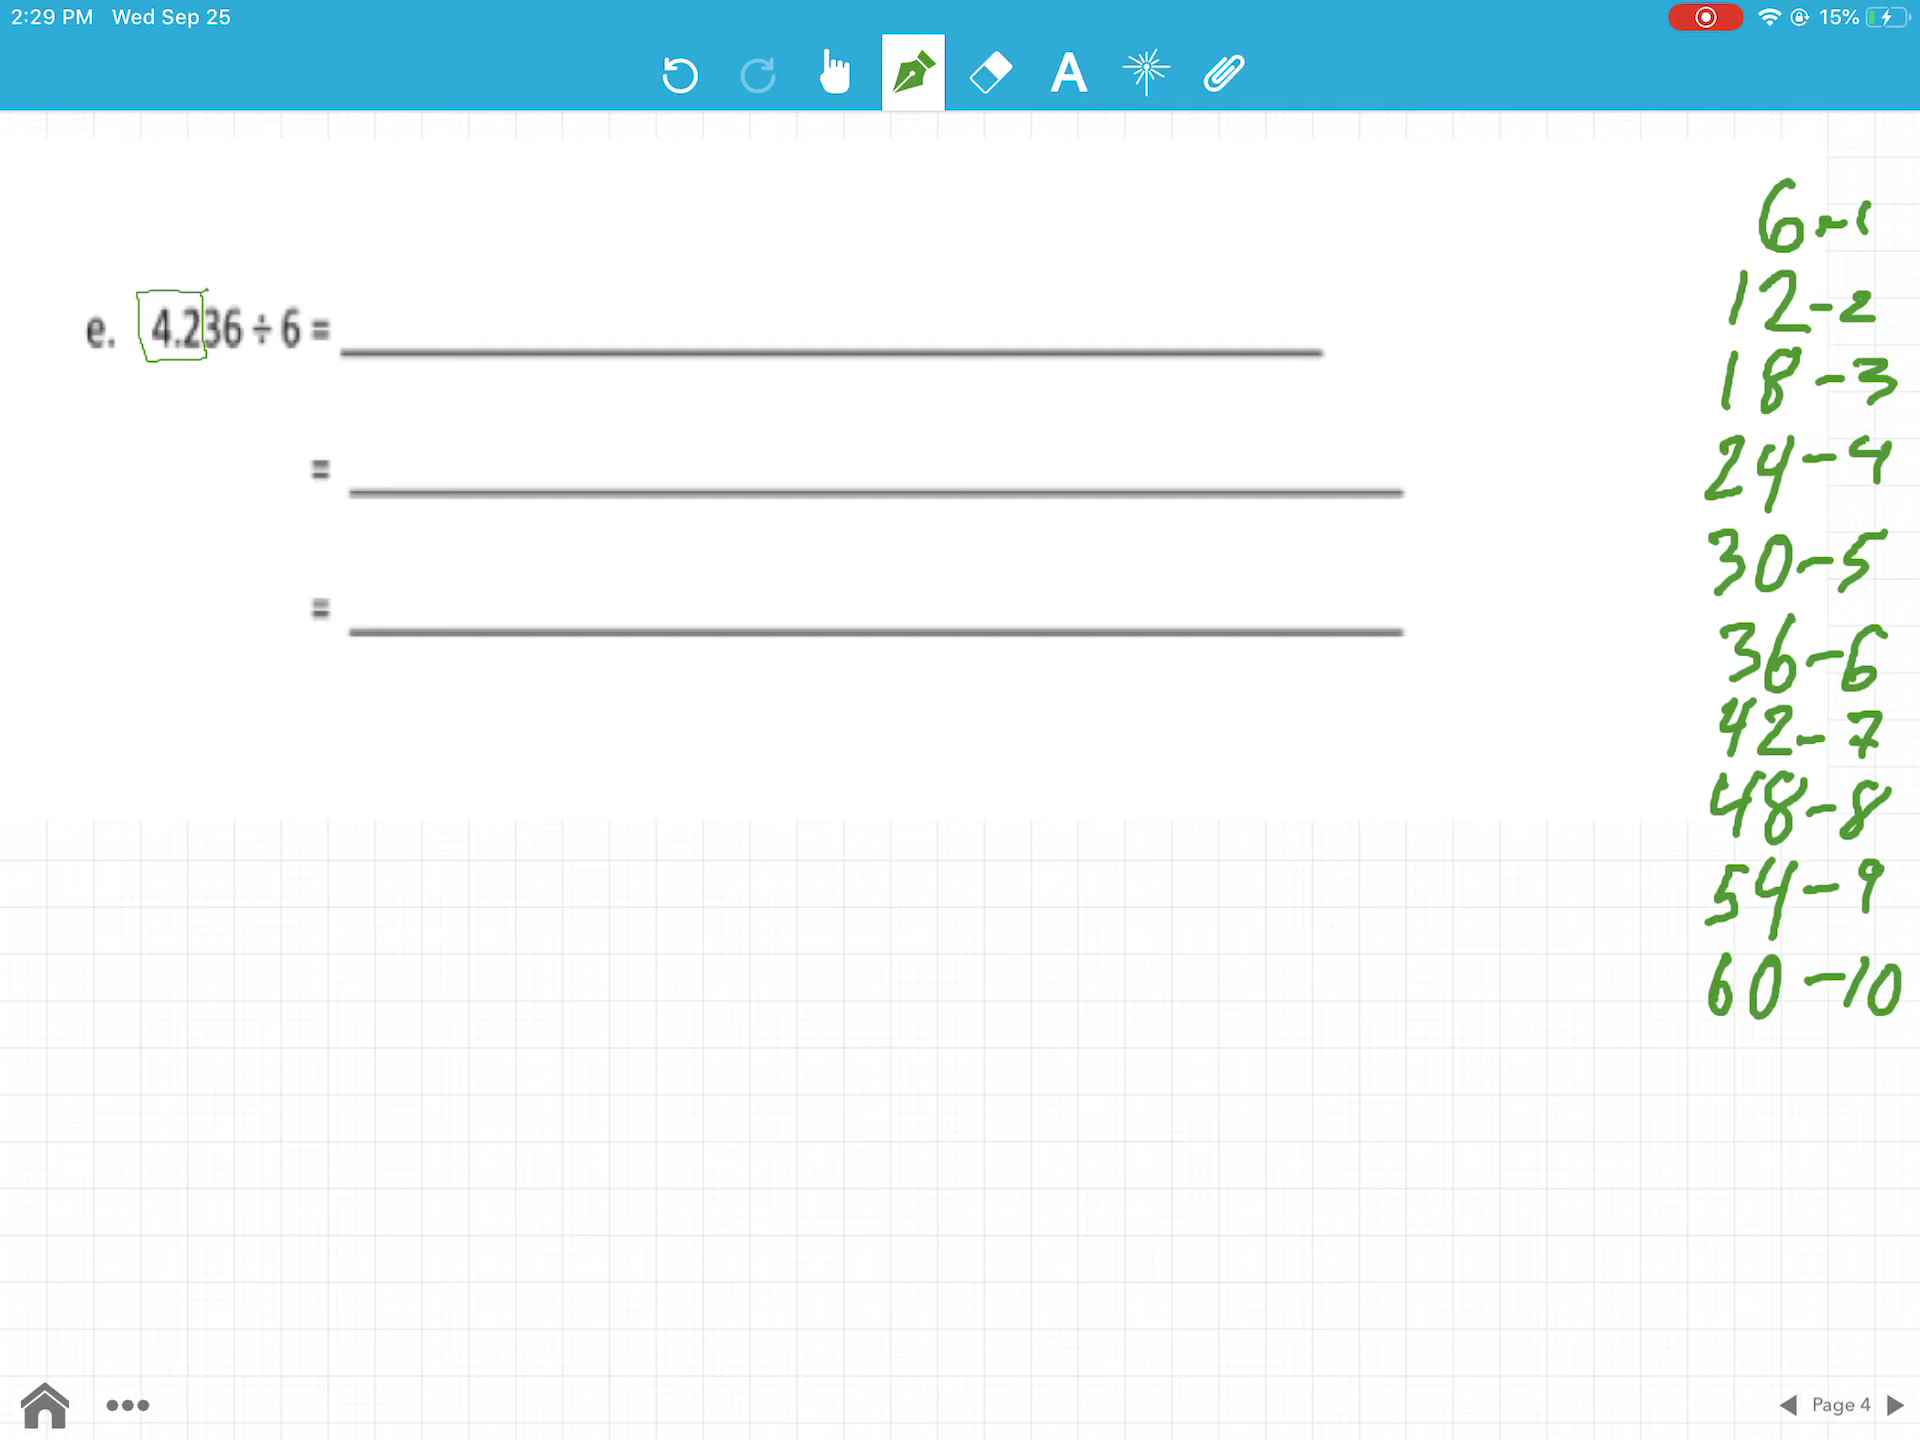 2:29 PM Wed Sep 25
15%
A
e. 4.236 ÷ 6 =
=
=
6 - 1
12 - 2
18 - 3
24 - 4
30 - 5
36 - 6
42 - 7
48 - 8
54 - 9
60 - 10
Page 4